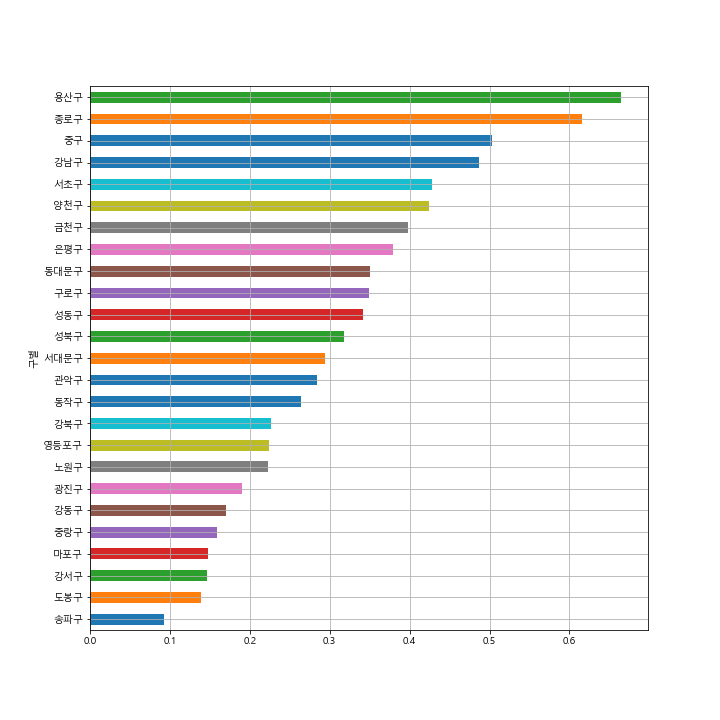 용산구
종로구
중구
강남구
서초구
양천구
금천구
은평구
동대문구
구로구
성동구
성북구
서대문구
관악구
동작구
강북구
영등포구
노원구
광진구
강동구
중랑구
마포구
강서구
도봉구
송파구
구별
0.0 0.1 0.2 0.3 0.4 0.5 0.6